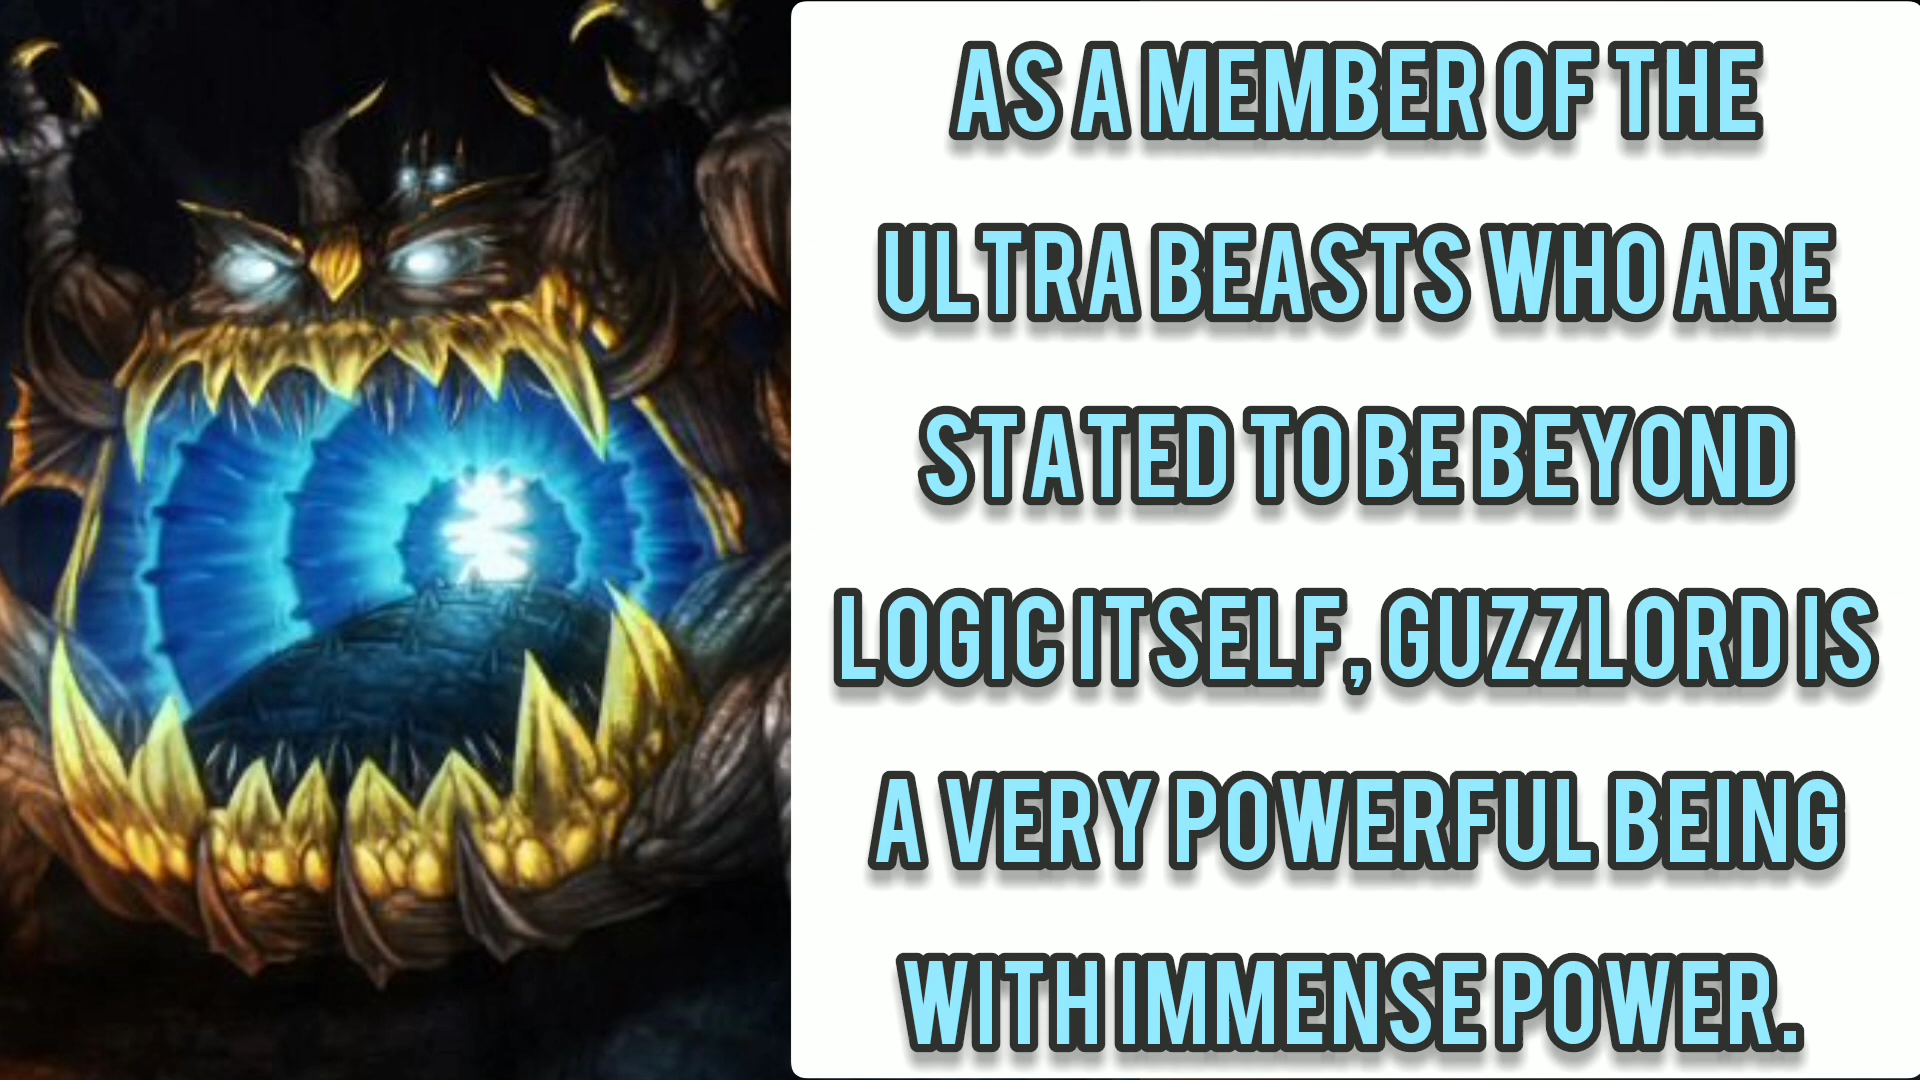 AS A MEMBER OF THE
ULTRA BEASTS WHO ARE
STATED TO BE BEYOND
LOGIC ITSELF, GUZZLORD IS
A VERY POWERFUL BEING
WITH IMMENSE POWER.